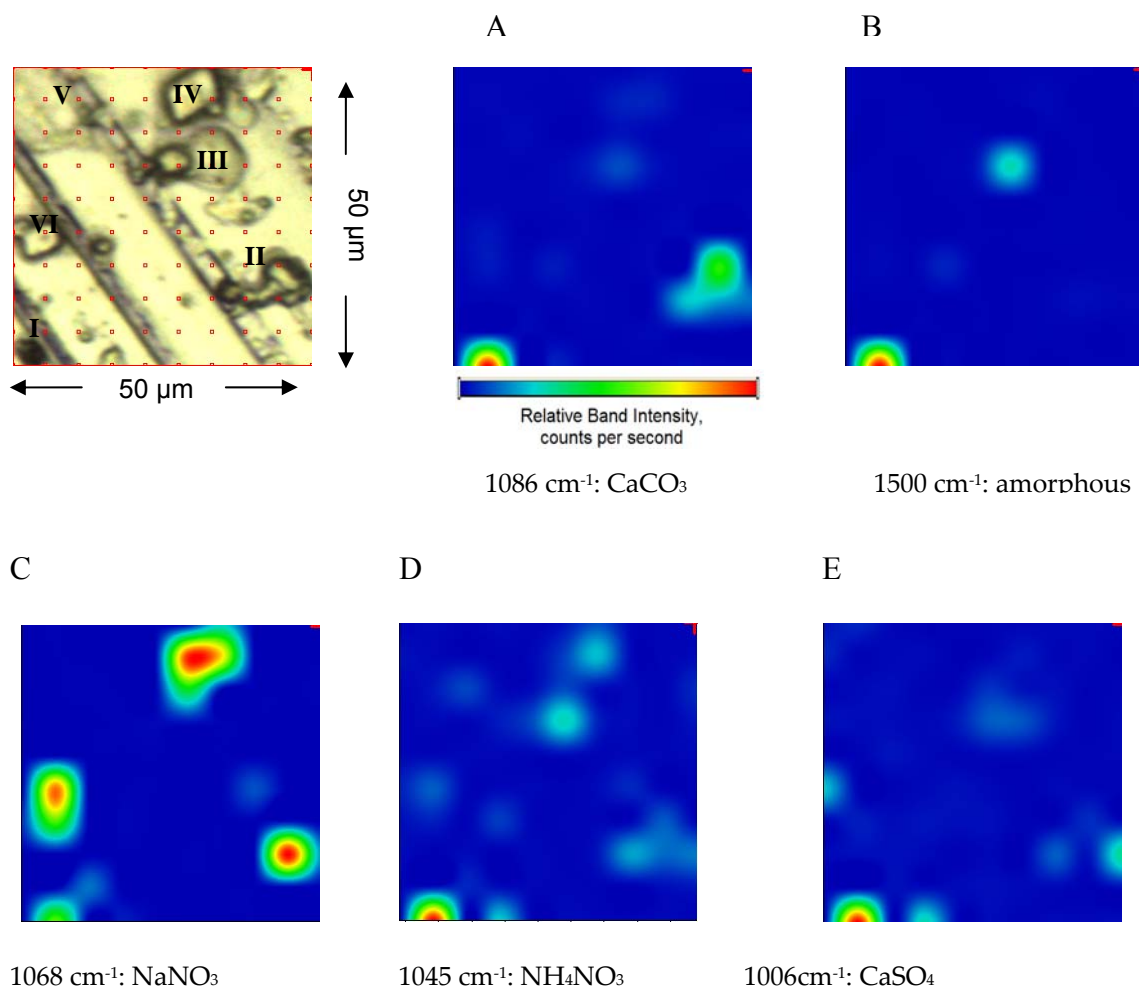 A
B
V
IV
III
VI
II
I
50 µm
50 µm
Relative Band Intensity,
counts per second
1086 cm-1: CaCO3
1500 cm-1: amorphous
C
D
E
1068 cm-1: NaNO3
1045 cm-1: NH4NO3
1006cm-1: CaSO4